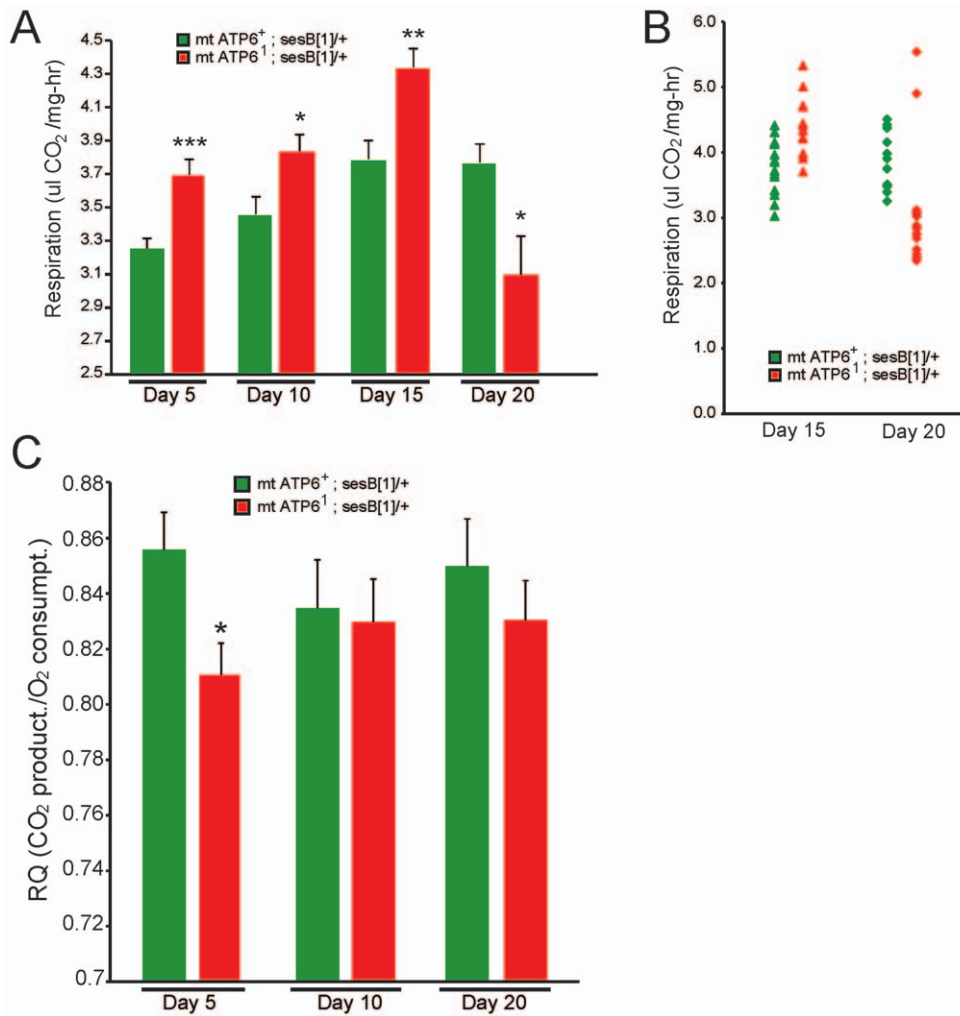 A
mt ATP6+ ; sesB[1]/+
mt ATP61 ; sesB[1]/+
Respiration (ul CO2 /mg-hr)
4.5
4.3
4.1
3.9
3.7
3.5
3.3
3.1
2.9
2.7
2.5
***
*
**
*
Day 5 Day 10 Day 15 Day 20
B
Respiration (ul CO2 /mg-hr)
6.0
5.0
4.0
3.0
2.0
1.0
0.0
mt ATP6+ ; sesB[1]/+
mt ATP61 ; sesB[1]/+
Day 15 Day 20
C
mt ATP6+ ; sesB[1]/+
mt ATP61 ; sesB[1]/+
RQ (CO2 product./O2 consumpt.)
0.88
0.86
0.84
0.82
0.80
0.78
0.76
0.74
0.72
0.7
*
Day 5 Day 10 Day 20